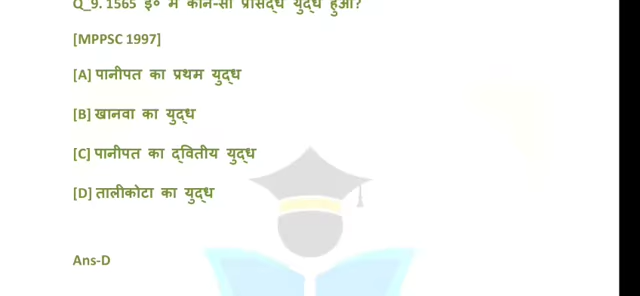 Q_9. 1565 ई० में कौन-सा प्रसिद्ध युद्ध हुआ?
[MPPSC 1997]
[A] पानीपत का प्रथम युद्ध
[B] खानवा का युद्ध
[C] पानीपत का द्वितीय युद्ध
[D] तालीकोटा का युद्ध
Ans-D